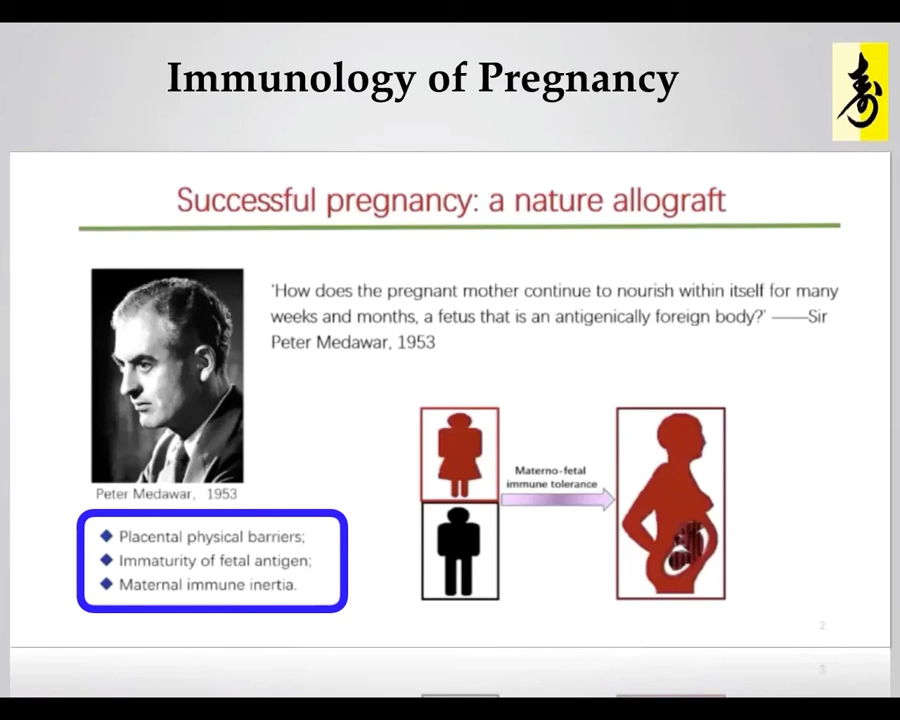 Immunology of Pregnancy
寿
Successful pregnancy: a nature allograft
'How does the pregnant mother continue to nourish within itself for many
weeks and months, a fetus that is an antigenically foreign body?' ——Sir
Peter Medawar, 1953
Materno-fetal
immune tolerance
Peter Medawar, 1953
◆ Placental physical barriers;
◆ Immaturity of fetal antigen;
◆ Maternal immune inertia.
2